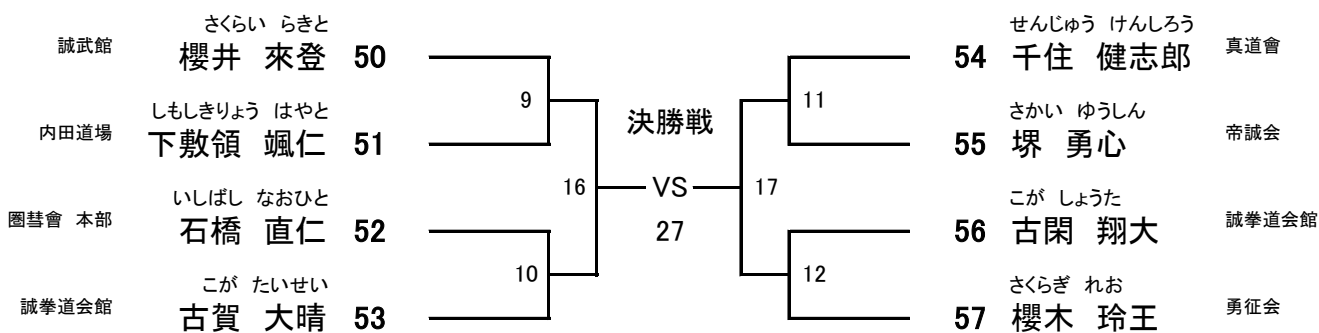 さくらい らきと
誠武館 櫻井 來登 50
しもしきりょう はやと
内田道場 下敷領 颯仁 51
いしばし なおひと
圏彗會 本部 石橋 直仁 52
こが たいせい
誠拳道会館 古賀 大晴 53
9
10
16
決勝戦
VS
27
17
11
12
せんじゅう けんしろう
54 千住 健志郎 真道會
さかい ゆうしん
55 堺 勇心 帝誠会
こが しょうた
56 古閑 翔大 誠拳道会館
さくらぎ れお
57 櫻木 玲王 勇征会